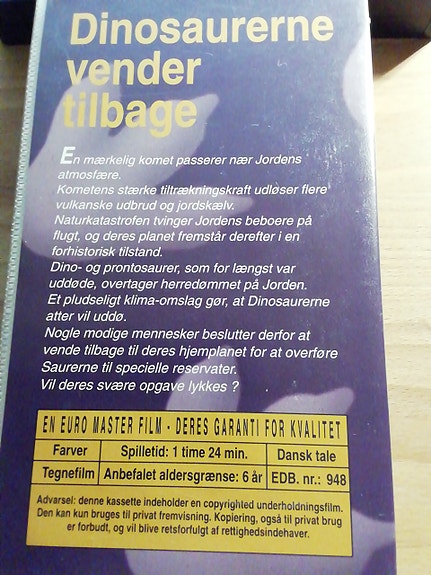 Dinosaurerne
vender
tilbage
En mærkelig komet passerer nær Jordens
atmosfære.
Kometens stærke tiltrækningskraft udløser flere
vulkanske udbrud og jordskælv.
Naturkatastrofen tvinger Jordens beboere på
flugt, og deres planet fremstår derefter i en
forhistorisk tilstand.
Dino- og prontosaurer, som for længst var
uddøde, overtager herredømmet på Jorden.
Et pludseligt klima-omslag gør, at Dinosaurerne
atter vil uddø.
Nogle modige mennesker beslutter derfor at
vende tilbage til deres hjemplanet for at overføre
Saurerne til specielle reservater.
Vil deres svære opgave lykkes ?
EN EURO MASTER FILM - DERES GARANTI FOR KVALITET
Farver Spilletid: 1 time 24 min. Dansk tale
Tegnefilm Anbefalet aldersgrænse: 6 år EDB. nr.: 948
Advarsel: denne kassette indeholder en copyrighted underholdningsfilm.
Den kan kun bruges til privat fremvisning. Kopiering, også til privat brug
er forbudt, og vil blive retsforfulgt af rettighedsindehaver.